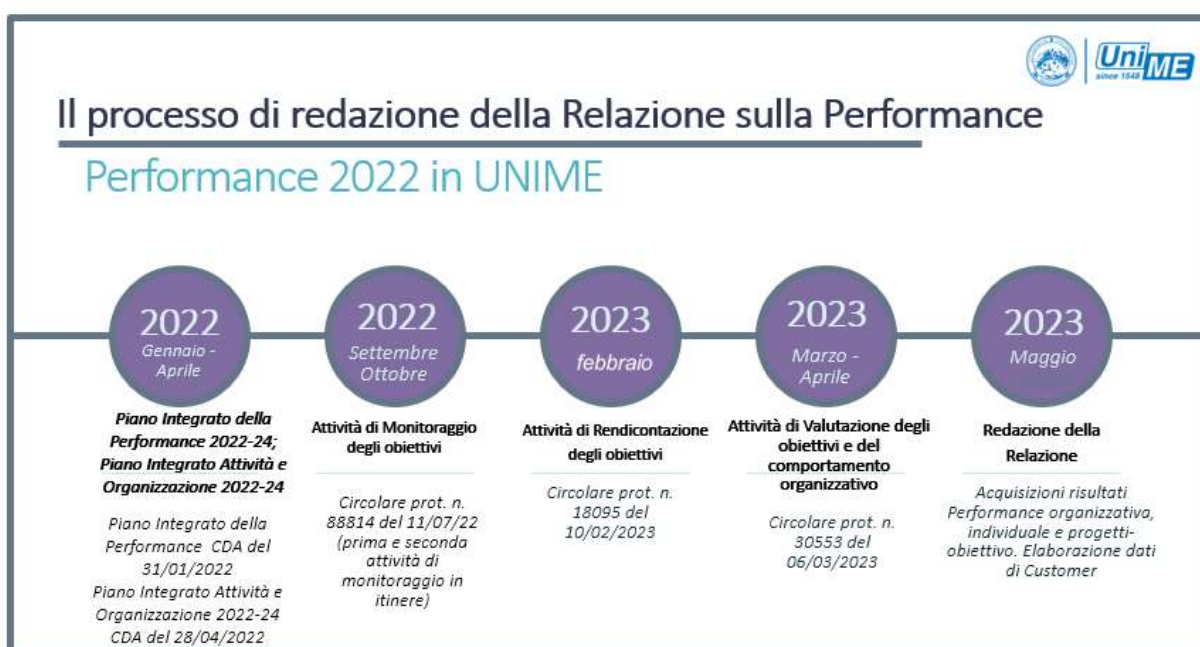 Uni ME
since 1548
Il processo di redazione della Relazione sulla Performance
Performance 2022 in UNIME
2022
Gennaio -
Aprile
Piano Integrato della
Performance 2022-24;
Piano Integrato Attività e
Organizzazione 2022-24
Piano Integrato della
Performance CDA del
31/01/2022
Piano Integrato Attività e
Organizzazione 2022-24
CDA del 28/04/2022
2022
Settembre
Ottobre
Attività di Monitoraggio
degli obiettivi
Circolare prot. n.
88814 del 11/07/22
(prima e seconda
attività di
monitoraggio in
itinere)
2023
febbraio
Attività di Rendicontazione
degli obiettivi
Circolare prot. n.
18095 del
10/02/2023
2023
Marzo -
Aprile
Attività di Valutazione degli
obiettivi e del
comportamento
organizzativo
Circolare prot. n.
30553 del
06/03/2023
2023
Maggio
Redazione della
Relazione
Acquisizioni risultati
Performance organizzativa,
individuale e progetti-
obiettivo. Elaborazione dati
di Customer